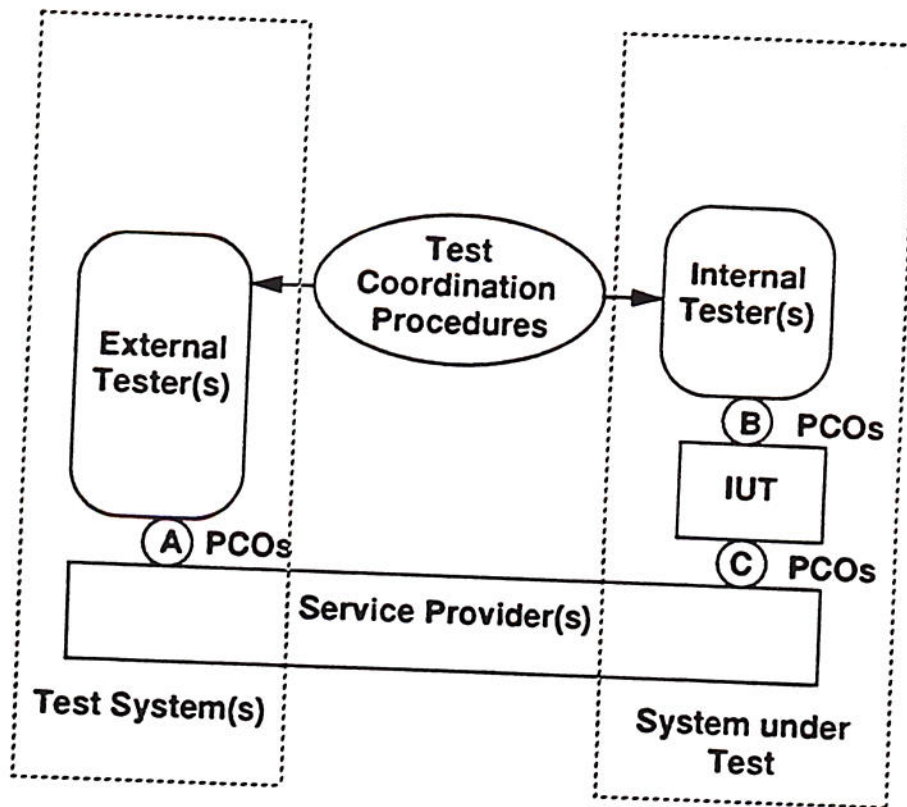 Test
Coordination
Procedures
Internal
Tester(s)
External
Tester(s)
B PCOs
IUT
A PCOs
C PCOs
Service Provider(s)
Test System(s)
System under
Test